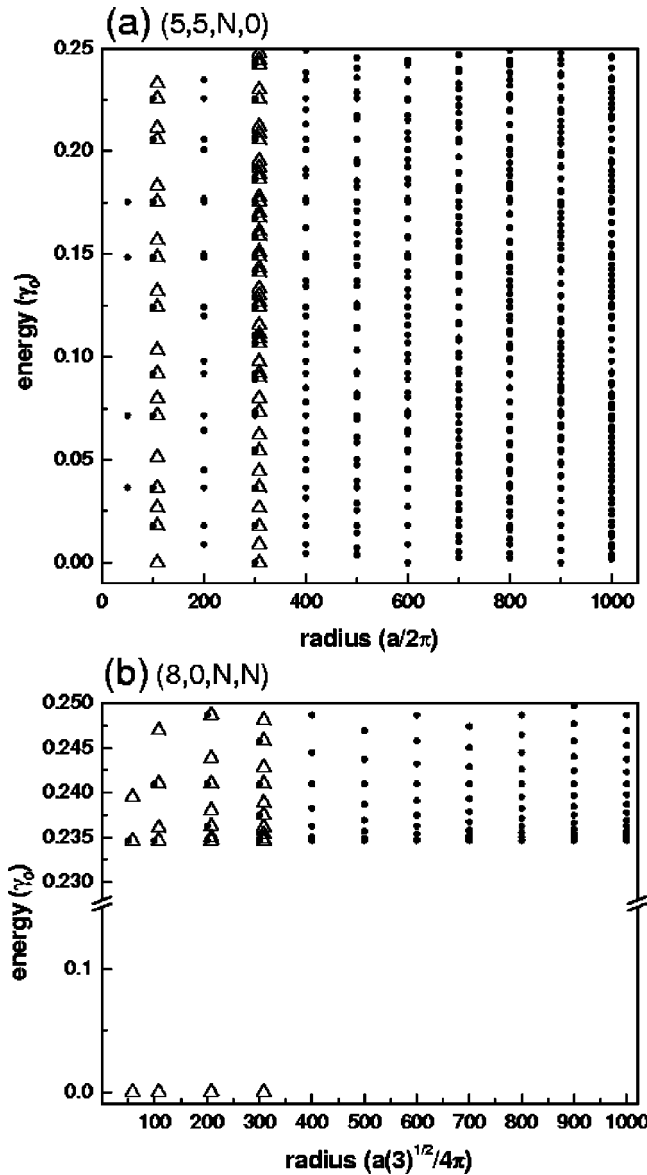 (a) (5,5,N,0)
0.25
0.20
0.15
0.10
0.05
0.00
energy (γ₀)
0 200 400 600 800 1000
radius (a/2π)
(b) (8,0,N,N)
0.250
0.245
0.240
0.235
0.230
0.1
0.0
energy (γ₀)
100 200 300 400 500 600 700 800 900 1000
radius (a(3)^1/2/4π)